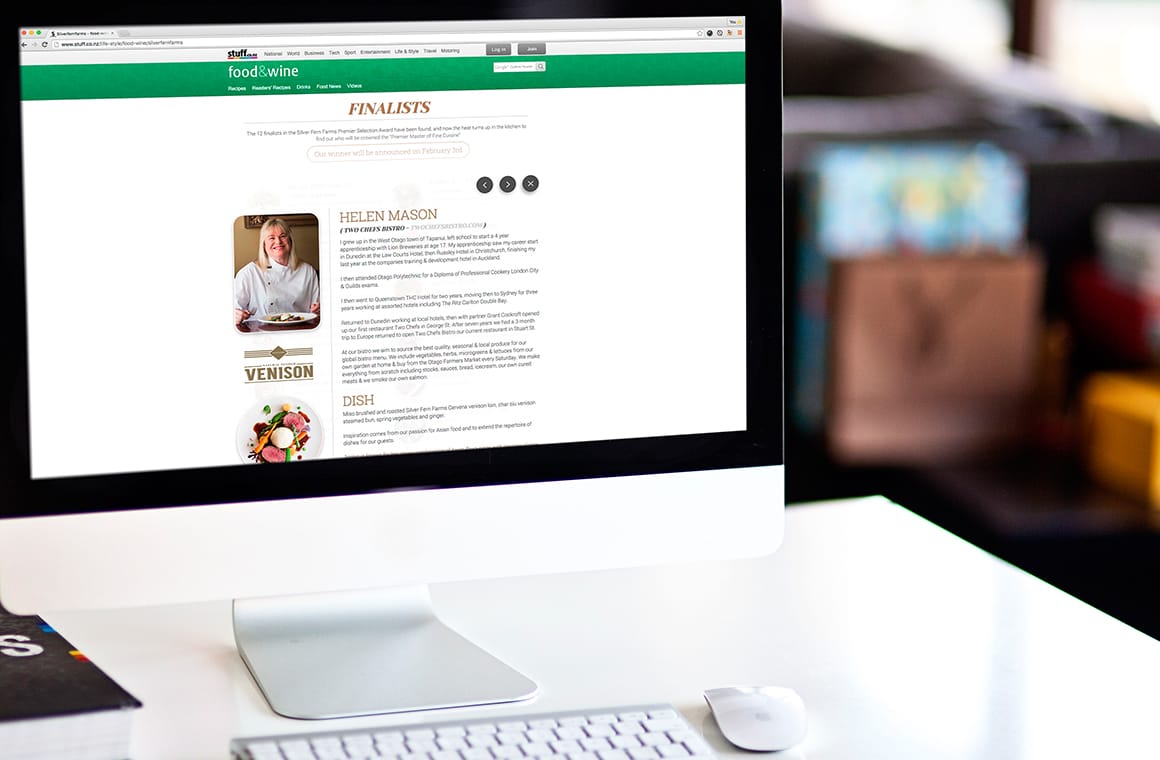 Silverfernfarms - food-win
You
www.stuff.co.nz/life-style/food-wine/silverfernfarms
stuff.co.nz National World Business Tech Sport Entertainment Life & Style Travel Motoring Log in Join
food&wine
Recipes Readers' Recipes Drinks Food News Videos
FINALISTS
The 12 finalists in the Silver Fern Farms Premier Selection Award have been found, and now the heat turns up in the kitchen to
find out who will be crowned the "Premier Master of Fine Cuisine"
Our winner will be announced on February 3rd
HELEN MASON
( TWO CHEFS BISTRO – TWOCHEFSBISTRO.COM )
I grew up in the West Otago town of Tapanui, left school to start a 4 year
apprenticeship with Lion Breweries at age 17. My apprenticeship saw my career start
in Dunedin at the Law Courts Hotel, then Russley Hotel in Christchurch, finishing my
last year at the companies training & development hotel in Auckland.
I then attended Otago Polytechnic for a Diploma of Professional Cookery London City
& Guilds exams.
I then went to Queenstown THC Hotel for two years, moving then to Sydney for three
years working at assorted hotels including The Ritz Carlton Double Bay.
Returned to Dunedin working at local hotels, then with partner Grant Cockroft opened
up our first restaurant Two Chefs in George St. After seven years we had a 3 month
trip to Europe returned to open Two Chefs Bistro our current restaurant in Stuart St.
At our bistro we aim to source the best quality, seasonal & local produce for our
global bistro menu. We include vegetables, herbs, microgreens & lettuces from our
own garden at home & buy from the Otago Farmers Market every Saturday. We make
everything from scratch including stocks, sauces, bread, icecream, our own cured
meats & we smoke our own salmon.
VENISON
DISH
Miso brushed and roasted Silver Fern Farms Cervena venison loin, char siu venison
steamed bun, spring vegetables and ginger.
Inspiration comes from our passion for Asian food and to extend the repertoire of
dishes for our guests.
S